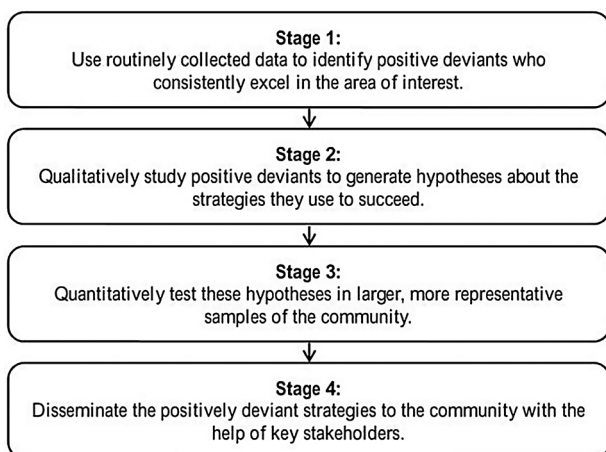 Stage 1:
Use routinely collected data to identify positive deviants who
consistently excel in the area of interest.
Stage 2:
Qualitatively study positive deviants to generate hypotheses about the
strategies they use to succeed.
Stage 3:
Quantitatively test these hypotheses in larger, more representative
samples of the community.
Stage 4:
Disseminate the positively deviant strategies to the community with the
help of key stakeholders.